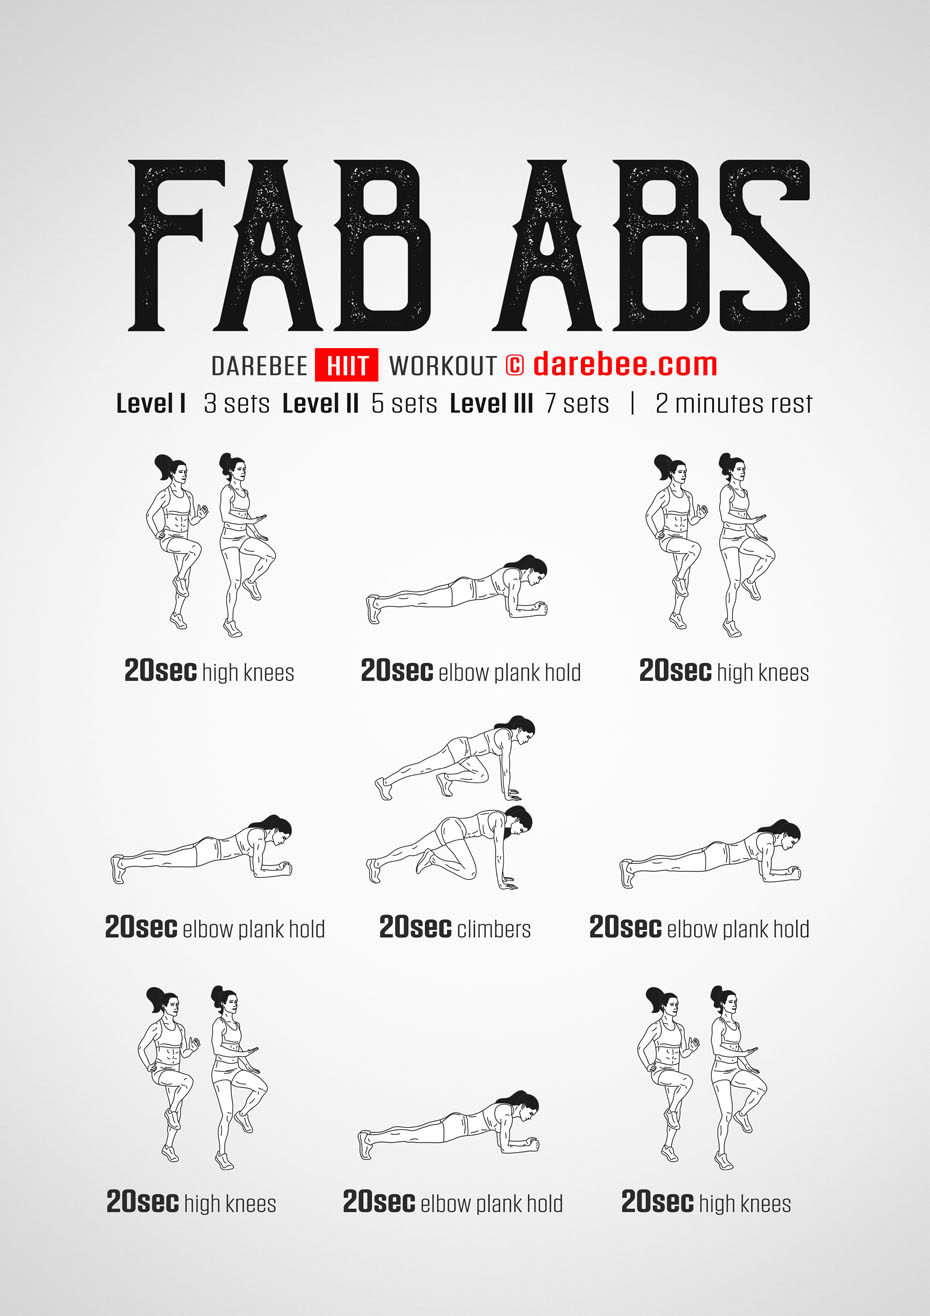 FAB ABS
DAREBEE HIIT WORKOUT © darebee.com
Level I 3 sets Level II 5 sets Level III 7 sets | 2 minutes rest
20sec high knees
20sec elbow plank hold
20sec high knees
20sec elbow plank hold
20sec climbers
20sec elbow plank hold
20sec high knees
20sec elbow plank hold
20sec high knees